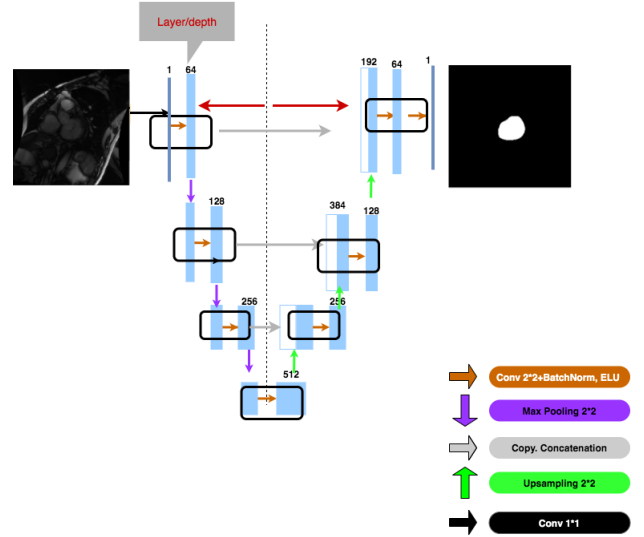 Layer/depth
1
64
192
64
1
128
384
128
256
256
512
Conv 2*2+BatchNorm, ELU
Max Pooling 2*2
Copy. Concatenation
Upsampling 2*2
Conv 1*1